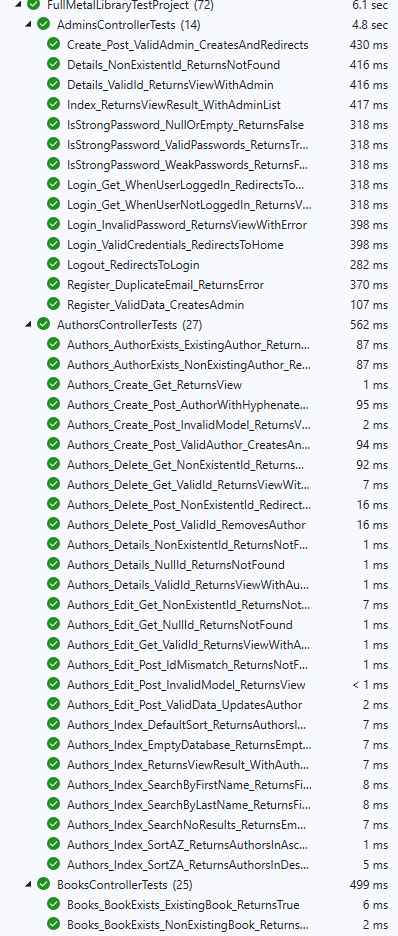 FullMetalLibraryTestProject (72) 6.1 sec
AdminsControllerTests (14) 4.8 sec
Create_Post_ValidAdmin_CreatesAndRedirects 430 ms
Details_NonExistentId_ReturnsNotFound 416 ms
Details_ValidId_ReturnsViewWithAdmin 416 ms
Index_ReturnsViewResult_WithAdminList 417 ms
IsStrongPassword_NullOrEmpty_ReturnsFalse 318 ms
IsStrongPassword_ValidPasswords_ReturnsTr... 318 ms
IsStrongPassword_WeakPasswords_ReturnsF... 318 ms
Login_Get_WhenUserLoggedIn_RedirectsTo... 318 ms
Login_Get_WhenUserNotLoggedIn_ReturnsV... 318 ms
Login_InvalidPassword_ReturnsViewWithError 398 ms
Login_ValidCredentials_RedirectsToHome 398 ms
Logout_RedirectsToLogin 282 ms
Register_DuplicateEmail_ReturnsError 370 ms
Register_ValidData_CreatesAdmin 107 ms
AuthorsControllerTests (27) 562 ms
Authors_AuthorExists_ExistingAuthor_Return... 87 ms
Authors_AuthorExists_NonExistingAuthor_Re... 87 ms
Authors_Create_Get_ReturnsView 1 ms
Authors_Create_Post_AuthorWithHyphenate... 95 ms
Authors_Create_Post_InvalidModel_ReturnsV... 2 ms
Authors_Create_Post_ValidAuthor_CreatesAn... 94 ms
Authors_Delete_Get_NonExistentId_Returns... 92 ms
Authors_Delete_Get_ValidId_ReturnsViewWit... 7 ms
Authors_Delete_Post_NonExistentId_Redirect... 16 ms
Authors_Delete_Post_ValidId_RemovesAuthor 16 ms
Authors_Details_NonExistentId_ReturnsNotF... 1 ms
Authors_Details_NullId_ReturnsNotFound 1 ms
Authors_Details_ValidId_ReturnsViewWithAu... 1 ms
Authors_Edit_Get_NonExistentId_ReturnsNot... 7 ms
Authors_Edit_Get_NullId_ReturnsNotFound 1 ms
Authors_Edit_Get_ValidId_ReturnsViewWithA... 1 ms
Authors_Edit_Post_IdMismatch_ReturnsNotF... 1 ms
Authors_Edit_Post_InvalidModel_ReturnsView < 1 ms
Authors_Edit_Post_ValidData_UpdatesAuthor 2 ms
Authors_Index_DefaultSort_ReturnsAuthorsI... 7 ms
Authors_Index_EmptyDatabase_ReturnsEmpt... 7 ms
Authors_Index_ReturnsViewResult_WithAuth... 7 ms
Authors_Index_SearchByFirstName_ReturnsFi... 8 ms
Authors_Index_SearchByLastName_ReturnsFi... 8 ms
Authors_Index_SearchNoResults_ReturnsEm... 7 ms
Authors_Index_SortAZ_ReturnsAuthorsInAsc... 1 ms
Authors_Index_SortZA_ReturnsAuthorsInDes... 5 ms
BooksControllerTests (25) 499 ms
Books_BookExists_ExistingBook_ReturnsTrue 6 ms
Books_BookExists_NonExistingBook_Returns... 2 ms